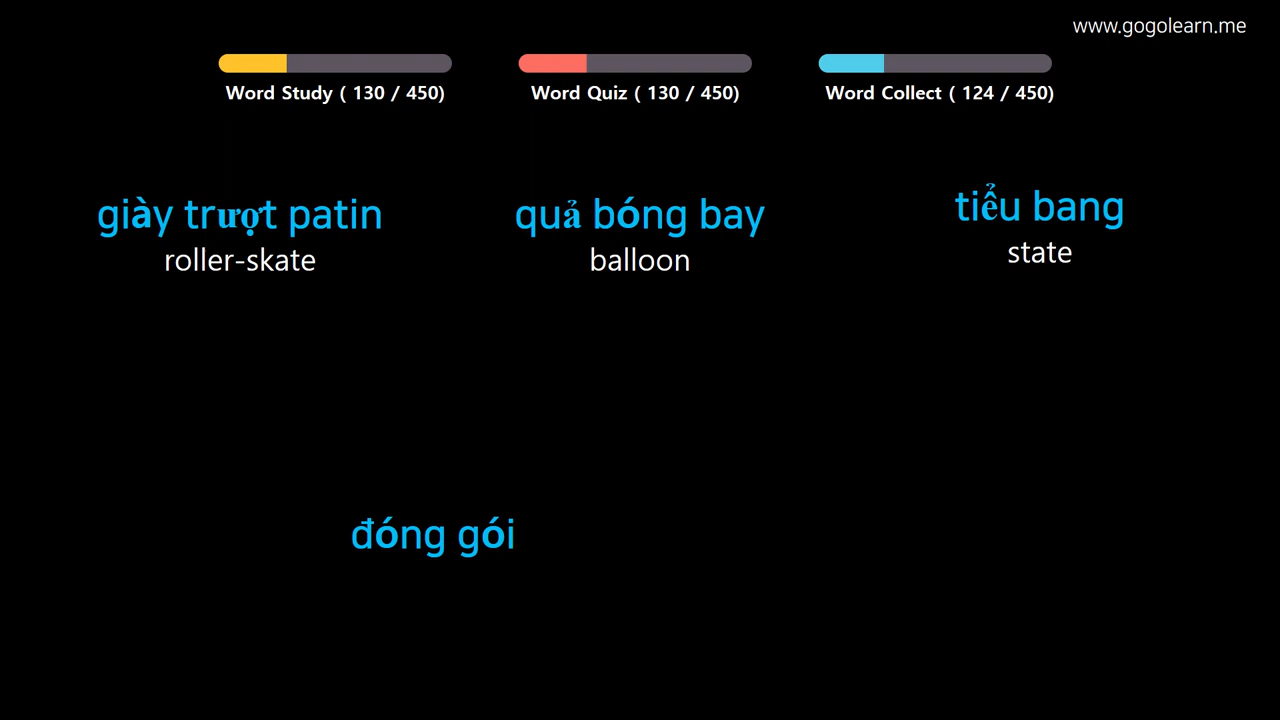 www.gogolearn.me
Word Study ( 130 / 450)
Word Quiz ( 130 / 450)
Word Collect ( 124 / 450)
giày trượt patin
roller-skate
quả bóng bay
balloon
tiểu bang
state
đóng gói